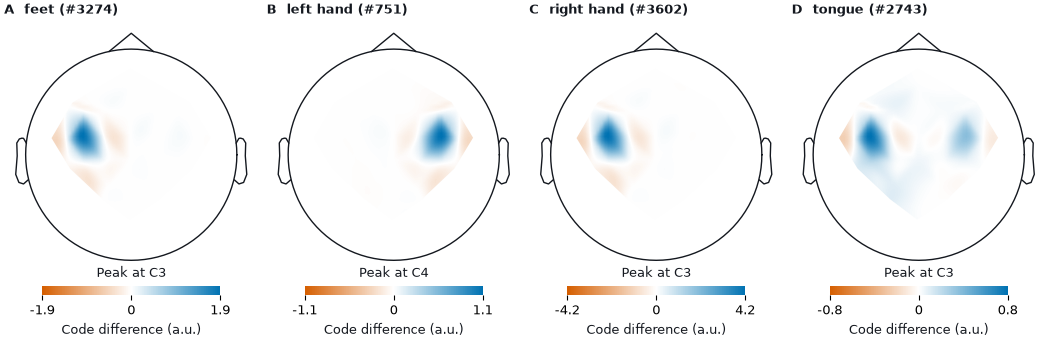 A feet (#3274)
B left hand (#751)
C right hand (#3602)
D tongue (#2743)
Peak at C3
Peak at C4
Peak at C3
Peak at C3
-1.9 0 1.9
-1.1 0 1.1
-4.2 0 4.2
-0.8 0 0.8
Code difference (a.u.)
Code difference (a.u.)
Code difference (a.u.)
Code difference (a.u.)